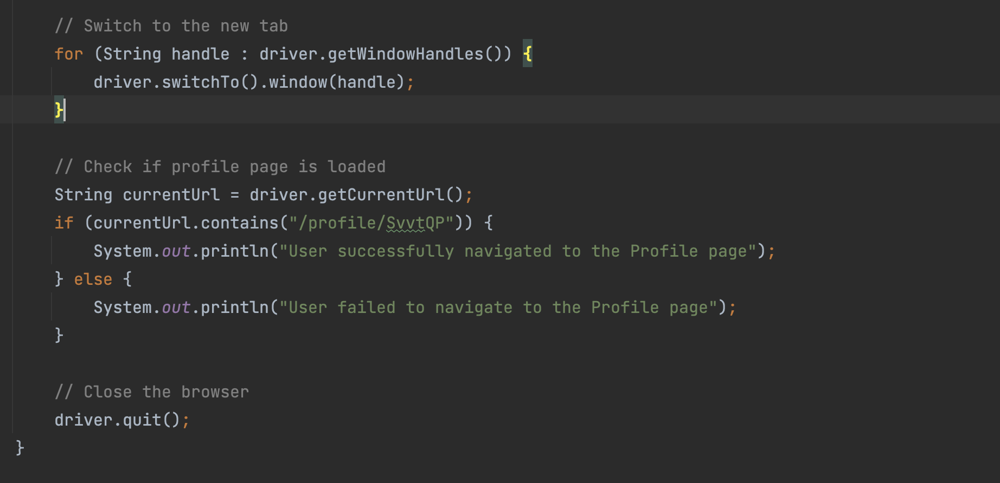 // Switch to the new tab
for (String handle : driver.getWindowHandles()) {
    driver.switchTo().window(handle);
}
// Check if profile page is loaded
String currentUrl = driver.getCurrentUrl();
if (currentUrl.contains("/profile/SvvtQP")) {
    System.out.println("User successfully navigated to the Profile page");
} else {
    System.out.println("User failed to navigate to the Profile page");
}
// Close the browser
driver.quit();
}